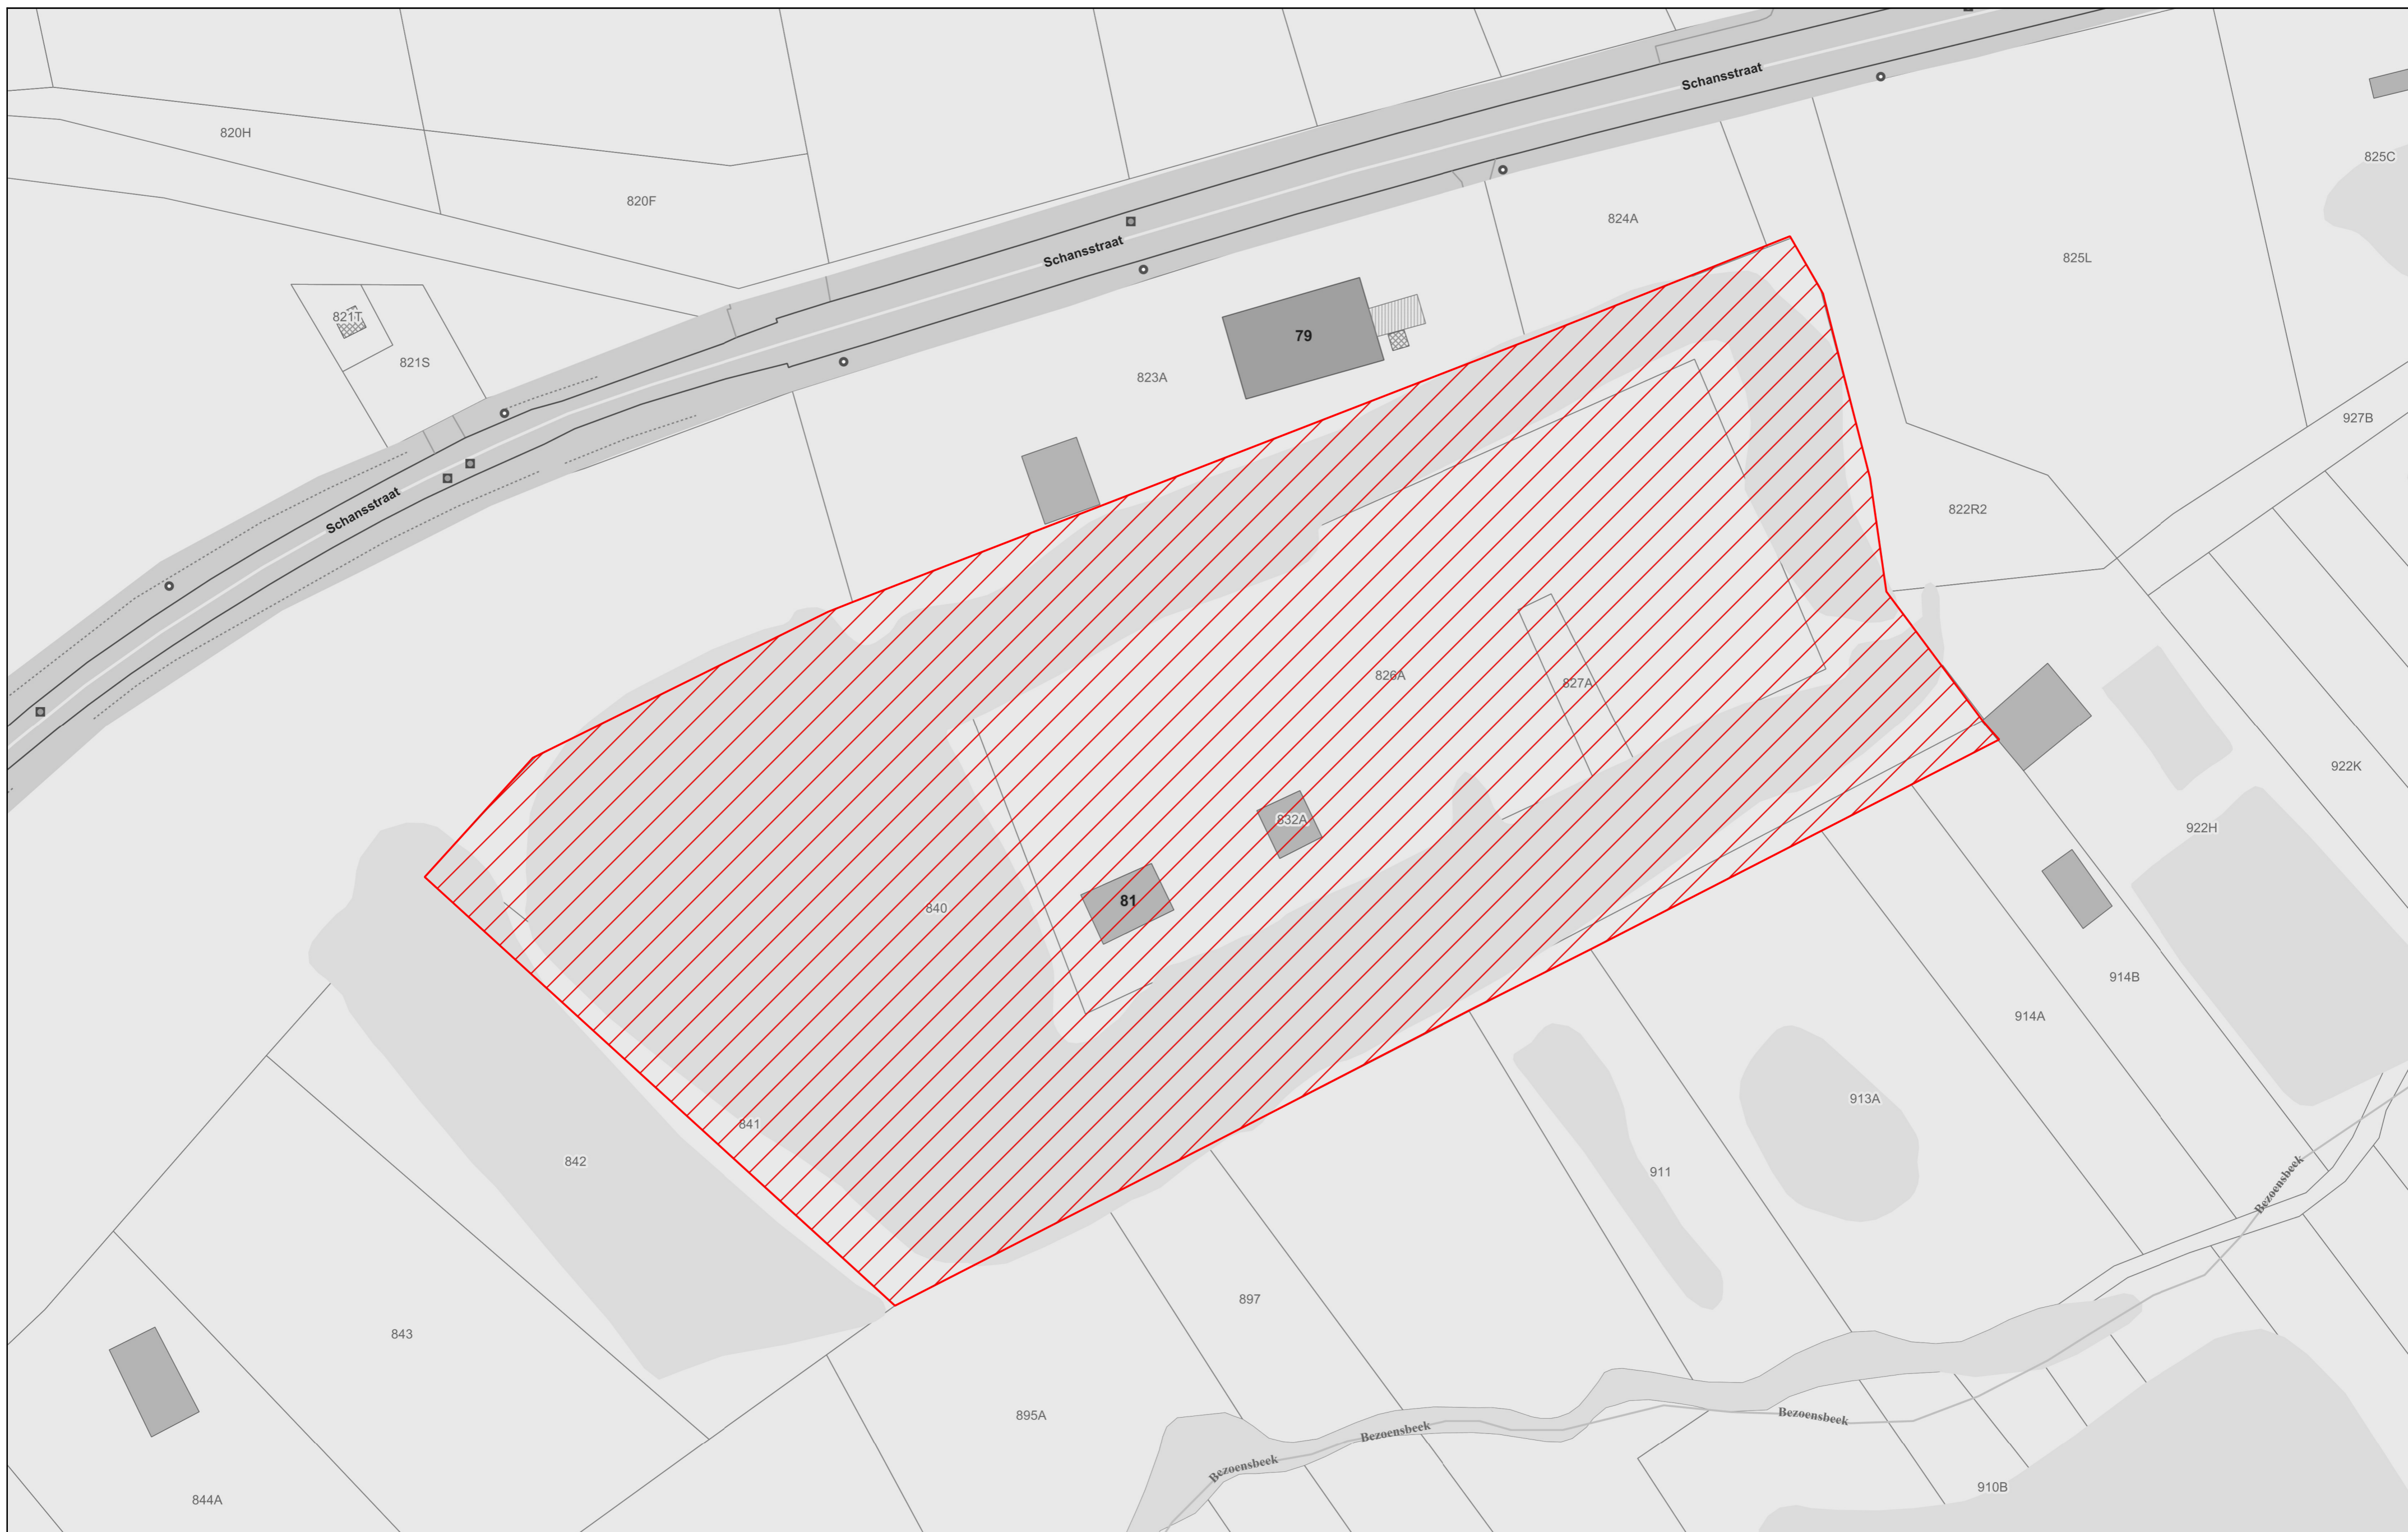 Schansstraat
820H
825C
820F
824A
Schansstraat
825L
821T
79
821S
823A
927B
Schansstraat
822R2
826A
827A
922K
832A
922H
81
840
914B
914A
913A
841
842
911
Bezoensbeek
897
843
895A
Bezoensbeek
Bezoensbeek
Bezoensbeek
910B
844A